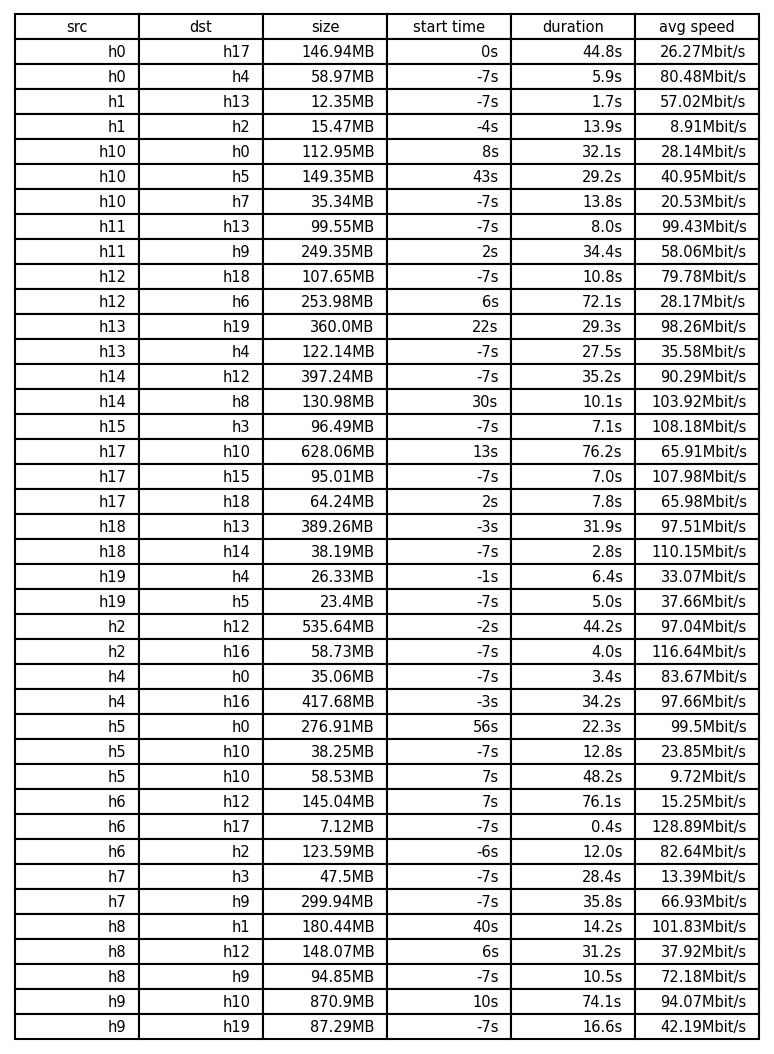 src dst size start time duration avg speed
h0 h17 146.94MB 0s 44.8s 26.27Mbit/s
h0 h4 58.97MB -7s 5.9s 80.48Mbit/s
h1 h13 12.35MB -7s 1.7s 57.02Mbit/s
h1 h2 15.47MB -4s 13.9s 8.91Mbit/s
h10 h0 112.95MB 8s 32.1s 28.14Mbit/s
h10 h5 149.35MB 43s 29.2s 40.95Mbit/s
h10 h7 35.34MB -7s 13.8s 20.53Mbit/s
h11 h13 99.55MB -7s 8.0s 99.43Mbit/s
h11 h9 249.35MB 2s 34.4s 58.06Mbit/s
h12 h18 107.65MB -7s 10.8s 79.78Mbit/s
h12 h6 253.98MB 6s 72.1s 28.17Mbit/s
h13 h19 360.0MB 22s 29.3s 98.26Mbit/s
h13 h4 122.14MB -7s 27.5s 35.58Mbit/s
h14 h12 397.24MB -7s 35.2s 90.29Mbit/s
h14 h8 130.98MB 30s 10.1s 103.92Mbit/s
h15 h3 96.49MB -7s 7.1s 108.18Mbit/s
h17 h10 628.06MB 13s 76.2s 65.91Mbit/s
h17 h15 95.01MB -7s 7.0s 107.98Mbit/s
h17 h18 64.24MB 2s 7.8s 65.98Mbit/s
h18 h13 389.26MB -3s 31.9s 97.51Mbit/s
h18 h14 38.19MB -7s 2.8s 110.15Mbit/s
h19 h4 26.33MB -1s 6.4s 33.07Mbit/s
h19 h5 23.4MB -7s 5.0s 37.66Mbit/s
h2 h12 535.64MB -2s 44.2s 97.04Mbit/s
h2 h16 58.73MB -7s 4.0s 116.64Mbit/s
h4 h0 35.06MB -7s 3.4s 83.67Mbit/s
h4 h16 417.68MB -3s 34.2s 97.66Mbit/s
h5 h0 276.91MB 56s 22.3s 99.5Mbit/s
h5 h10 38.25MB -7s 12.8s 23.85Mbit/s
h5 h10 58.53MB 7s 48.2s 9.72Mbit/s
h6 h12 145.04MB 7s 76.1s 15.25Mbit/s
h6 h17 7.12MB -7s 0.4s 128.89Mbit/s
h6 h2 123.59MB -6s 12.0s 82.64Mbit/s
h7 h3 47.5MB -7s 28.4s 13.39Mbit/s
h7 h9 299.94MB -7s 35.8s 66.93Mbit/s
h8 h1 180.44MB 40s 14.2s 101.83Mbit/s
h8 h12 148.07MB 6s 31.2s 37.92Mbit/s
h8 h9 94.85MB -7s 10.5s 72.18Mbit/s
h9 h10 870.9MB 10s 74.1s 94.07Mbit/s
h9 h19 87.29MB -7s 16.6s 42.19Mbit/s